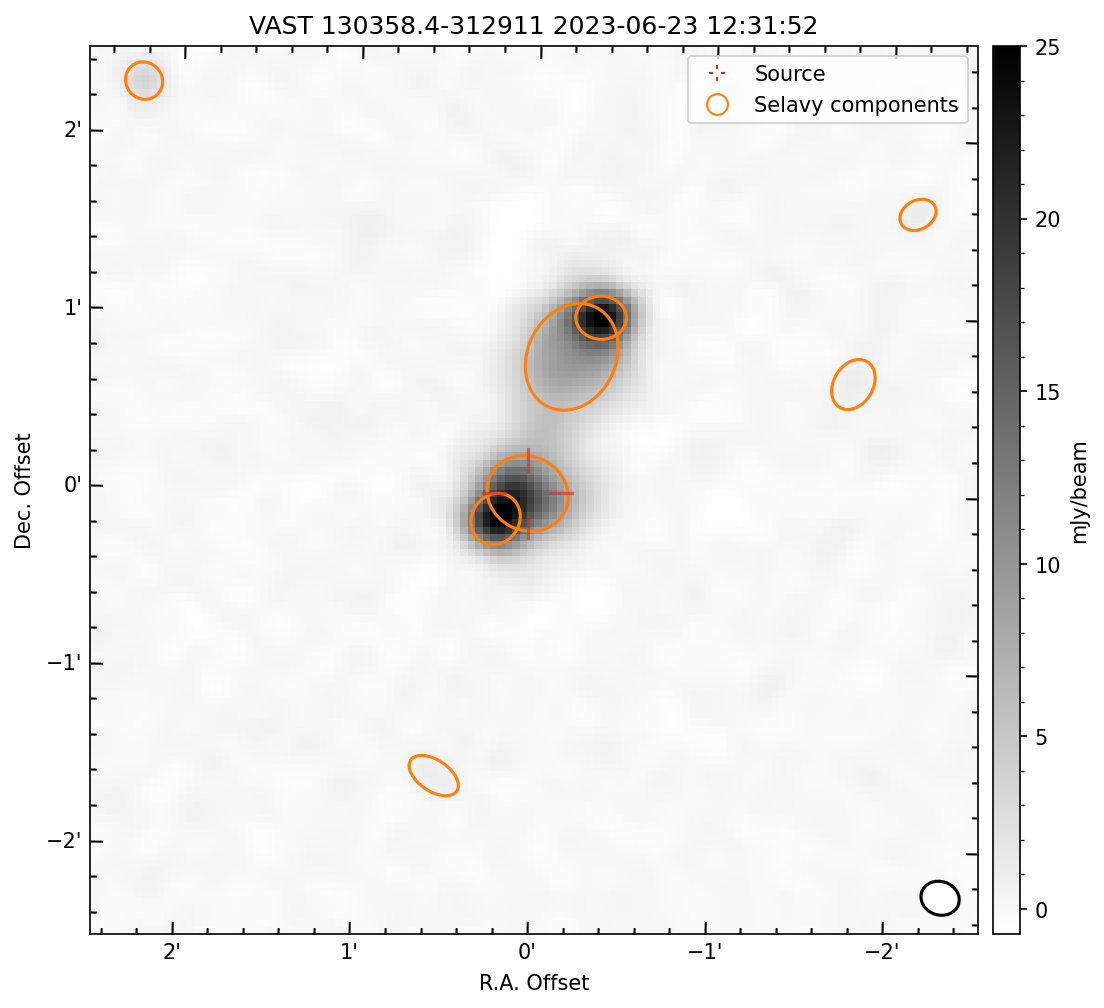 VAST 130358.4-312911 2023-06-23 12:31:52
Source
Selavy components
2'
1'
0'
−1'
−2'
Dec. Offset
2'
1'
0'
−1'
−2'
R.A. Offset
25
20
15
10
5
0
mJy/beam